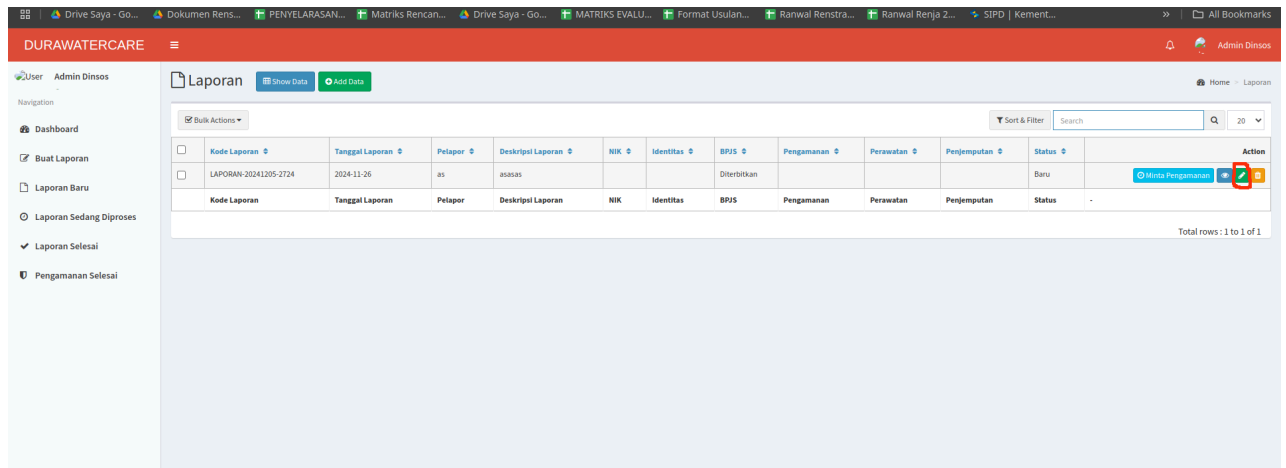 Drive Saya - Go... Dokumen Rens... PENYELARASAN... Matriks Rencan... Drive Saya - Go... MATRIKS EVALU... Format Usulan... Ranwal Renstra... Ranwal Renja 2... SIPD | Kement... » All Bookmarks
DURAWATERCARE Admin Dinsos
User Admin Dinsos
-
Navigation
Dashboard
Buat Laporan
Laporan Baru
Laporan Sedang Diproses
Laporan Selesai
Pengamanan Selesai
Laporan Show Data Add Data Home > Laporan
Bulk Actions Sort & Filter Search 20
Kode Laporan Tanggal Laporan Pelapor Deskripsi Laporan NIK Identitas BPJS Pengamanan Perawatan Penjemputan Status Action
LAPORAN-20241205-2724 2024-11-26 as asasas Diterbitkan Baru Minta Pengamanan
Kode Laporan Tanggal Laporan Pelapor Deskripsi Laporan NIK Identitas BPJS Pengamanan Perawatan Penjemputan Status -
Total rows : 1 to 1 of 1